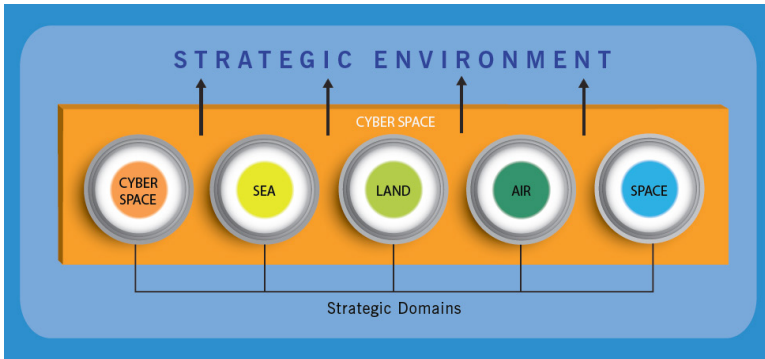 STRATEGIC ENVIRONMENT
CYBER SPACE
CYBER
SPACE
SEA
LAND
AIR
SPACE
Strategic Domains